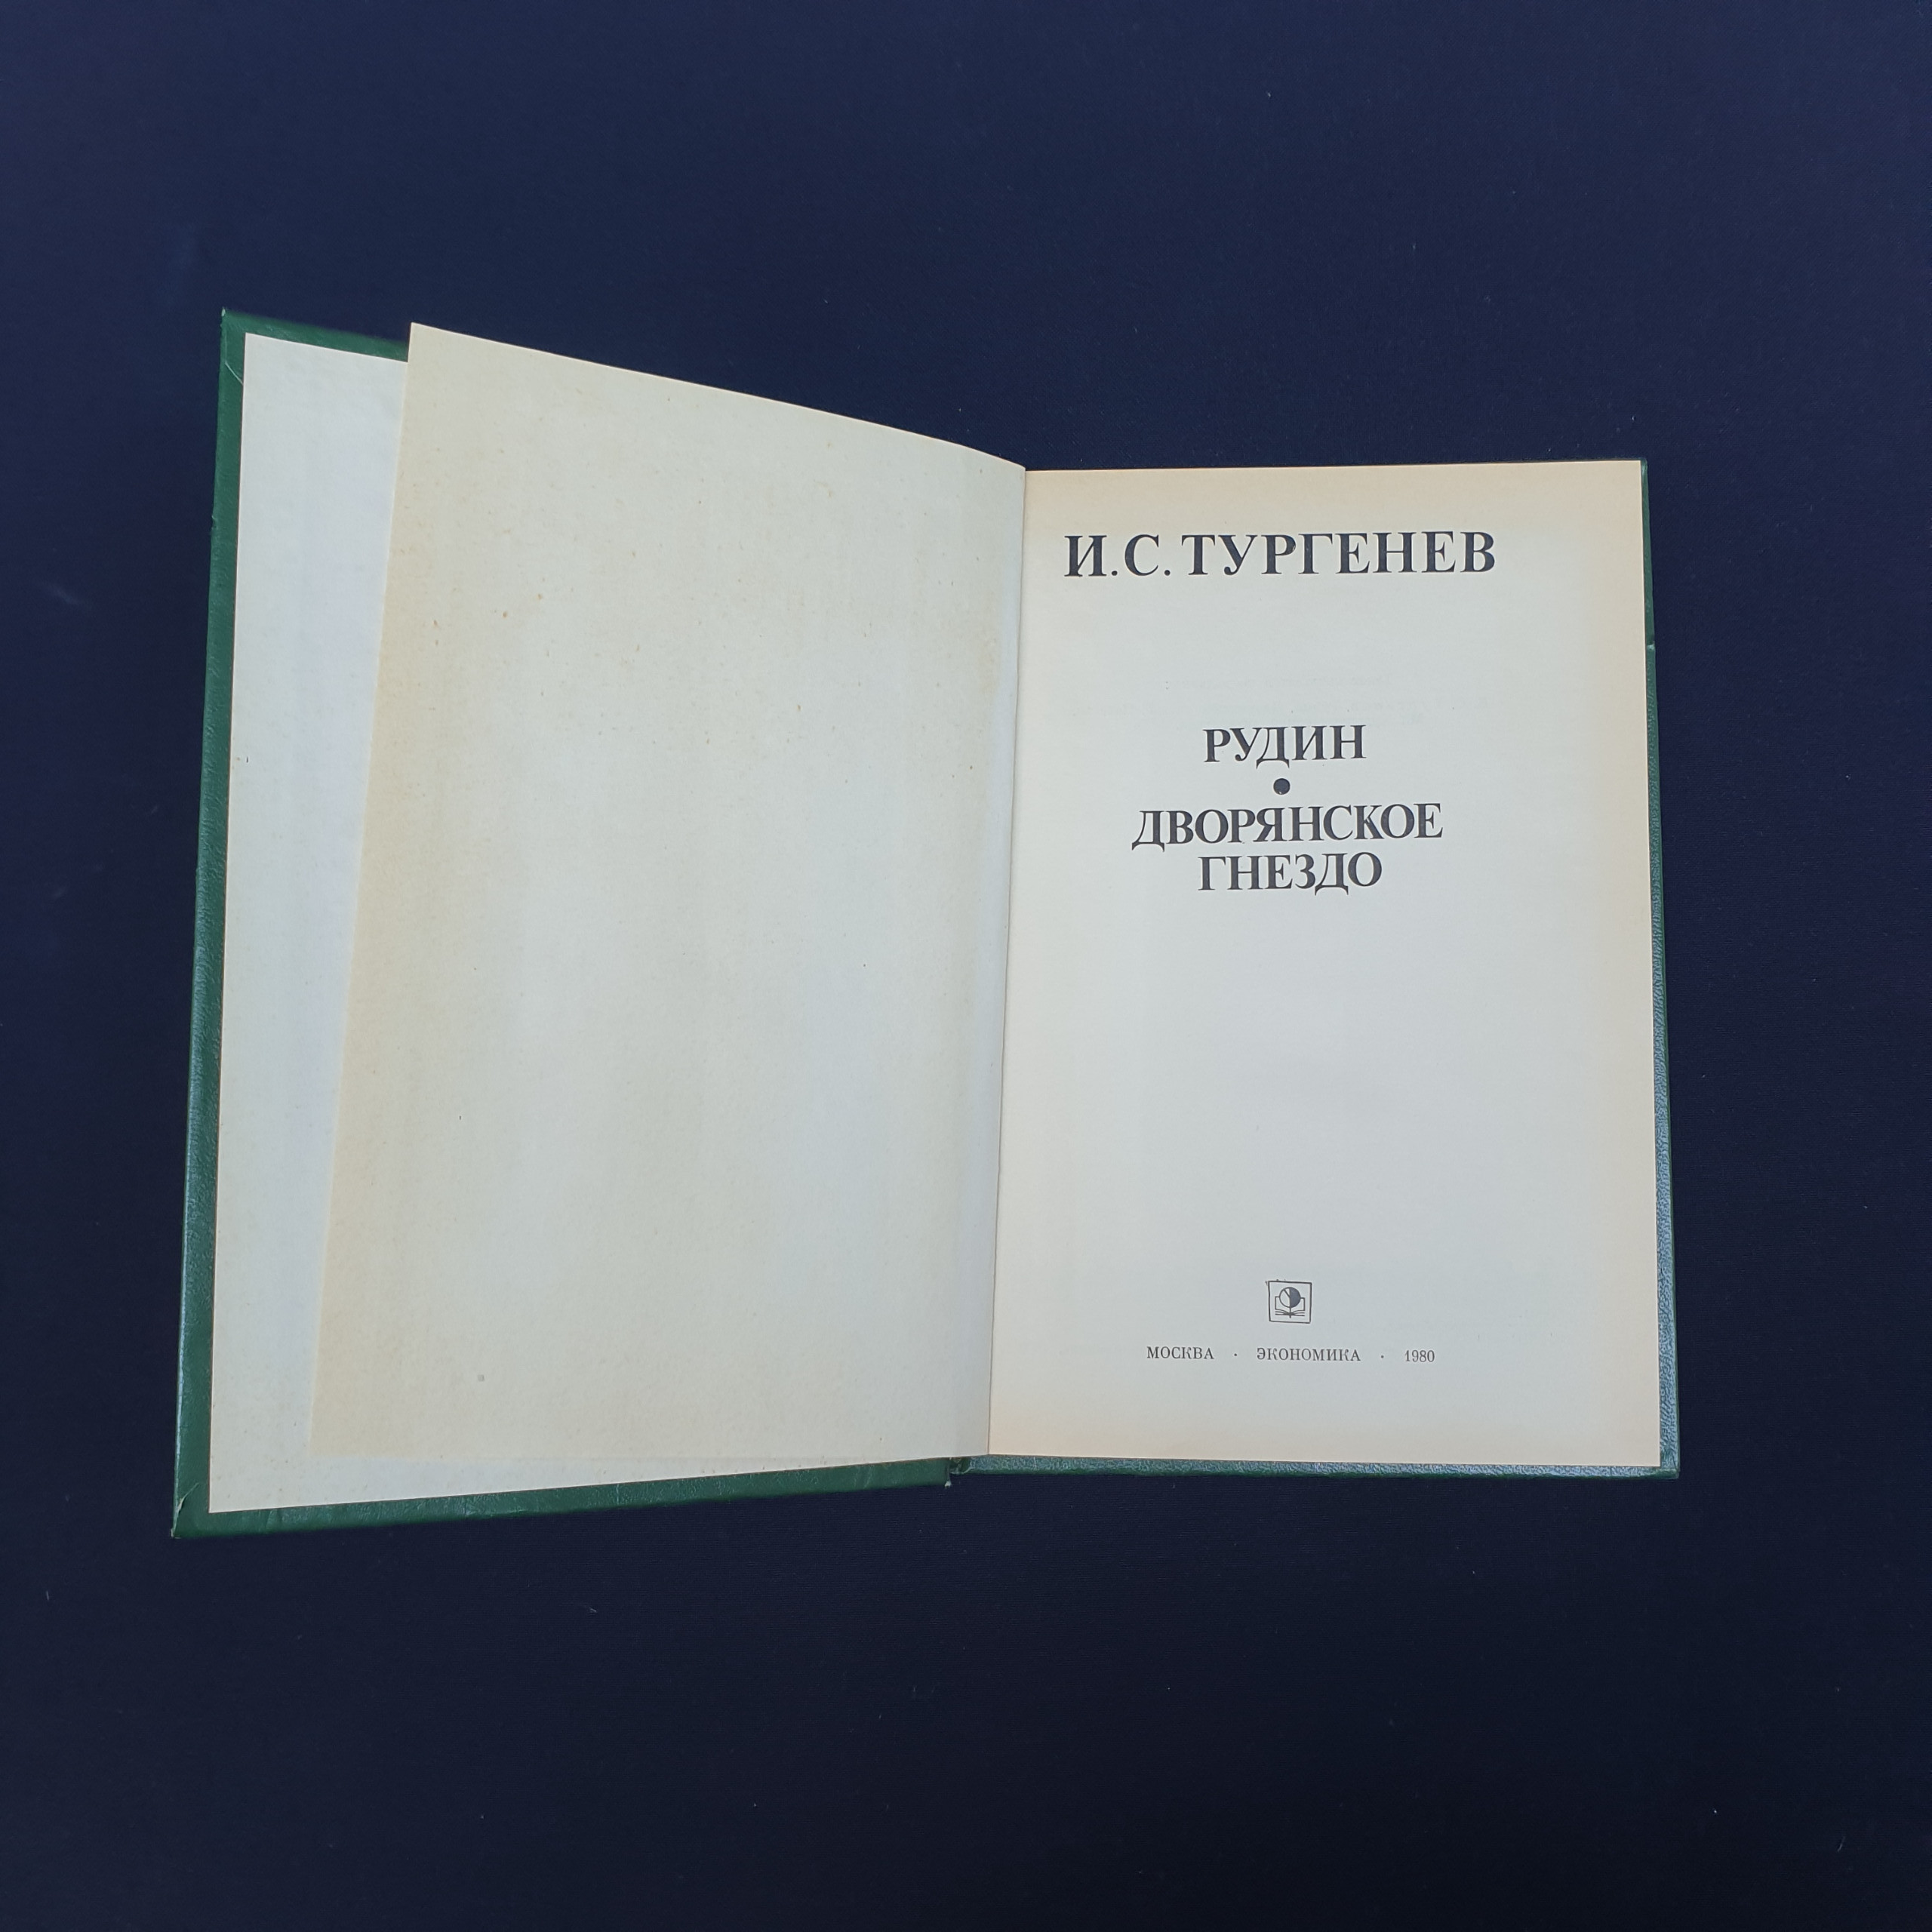 И.С.ТУРГЕНЕВ
РУДИН
•
ДВОРЯНСКОЕ
ГНЕЗДО
МОСКВА · ЭКОНОМИКА · 1980